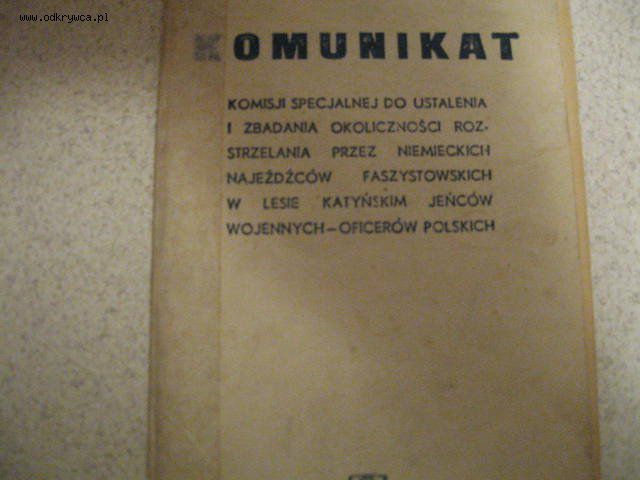 www.odkrywca.pl
KOMUNIKAT
KOMISJI SPECJALNEJ DO USTALENIA
I ZBADANIA OKOLICZNOŚCI ROZ-
STRZELANIA PRZEZ NIEMIECKICH
NAJEŹDŹCÓW FASZYSTOWSKICH
W LESIE KATYŃSKIM JEŃCÓW
WOJENNYCH-OFICERÓW POLSKICH